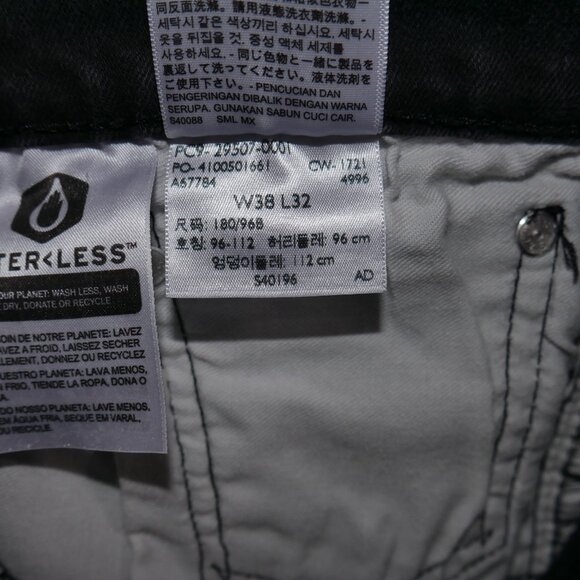 同反面洗滌。請用液態洗衣劑洗滌。-
세탁시 같은 색상끼리 하십시요. 세탁시
옷을 뒤집을 것. 중성 액체 세제를
사용하세요. - 同じ色物と一緒に製品を
裏返して洗ってください。液体洗剤を
ご使用下さい。- PENCUCIAN DAN
PENGERINGAN DIBALIK DENGAN WARNA
SERUPA. GUNAKAN SABUN CUCI CAIR.
S40088 SML MX
PC9- 29507-0001
PO- 4100501661 CW- 1721
A67784 4996
W38 L32
尺码: 180/96B
호칭: 96-112 허리둘레: 96 cm
엉덩이둘레: 112 cm
S40196 AD
TER<LESS™
OUR PLANET: WASH LESS, WASH
DRY, DONATE OR RECYCLE
SOIN DE NOTRE PLANETE: LAVEZ
AVEZ A FROID, LAISSEZ SECHER
ELLEMENT, DONNEZ OU RECYCLEZ
UESTRO PLANETA: LAVA MENOS,
FRIO, TIENDE LA ROPA, DONA O
DO NOSSO PLANETA: LAVE MENOS,
EM ÁGUA FRIA, SEQUE EM VARAL,
OU RECICLE.